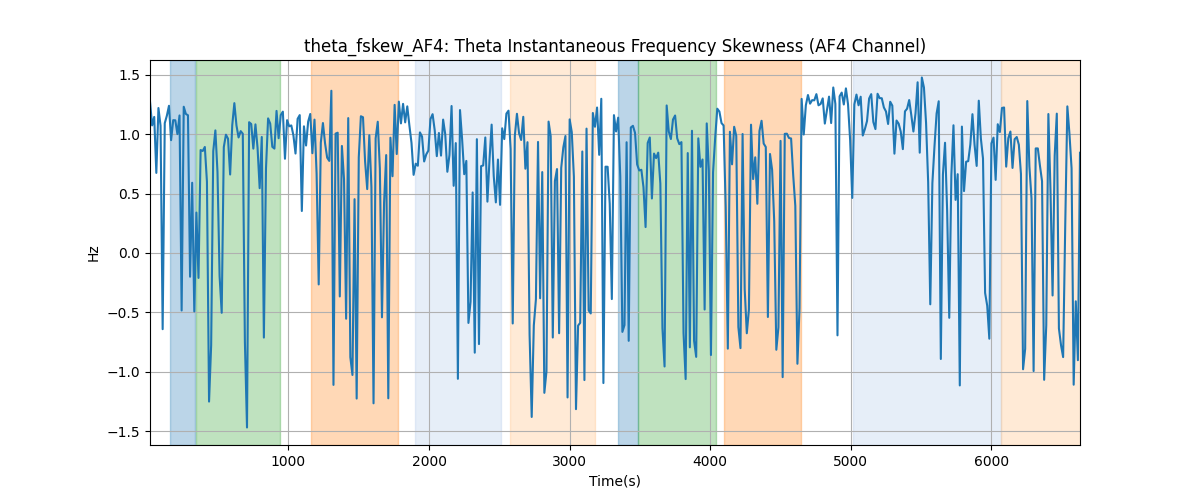 theta_fskew_AF4: Theta Instantaneous Frequency Skewness (AF4 Channel)
1.5
1.0
0.5
0.0
−0.5
−1.0
−1.5
Hz
1000 2000 3000 4000 5000 6000
Time(s)